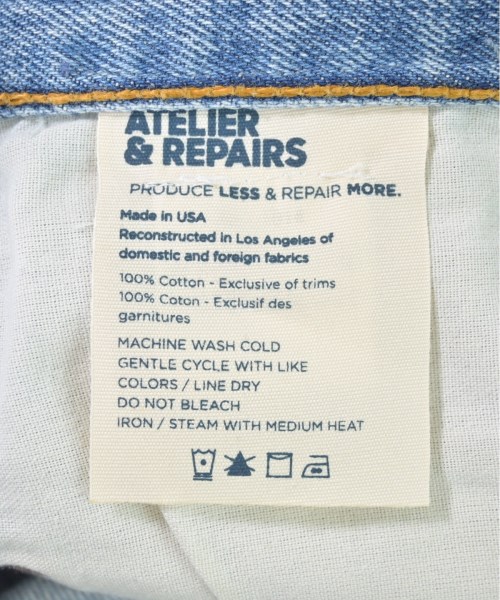 ATELIER
& REPAIRS
PRODUCE LESS & REPAIR MORE.
Made in USA
Reconstructed in Los Angeles of
domestic and foreign fabrics
100% Cotton - Exclusive of trims
100% Coton - Exclusif des
garnitures
MACHINE WASH COLD
GENTLE CYCLE WITH LIKE
COLORS / LINE DRY
DO NOT BLEACH
IRON / STEAM WITH MEDIUM HEAT